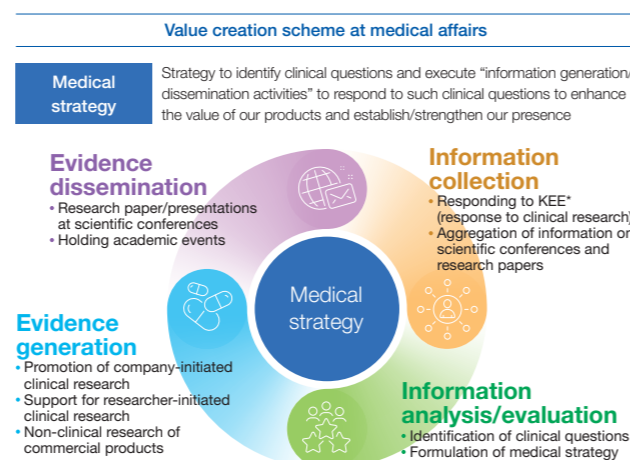 Value creation scheme at medical affairs
Medical
strategy
Strategy to identify clinical questions and execute “information generation/
dissemination activities” to respond to such clinical questions to enhance
the value of our products and establish/strengthen our presence
Evidence
dissemination
• Research paper/presentations
at scientific conferences
• Holding academic events
Information
collection
• Responding to KEE*
(response to clinical research)
• Aggregation of information on
scientific conferences and
research papers
Medical
strategy
Evidence
generation
• Promotion of company-initiated
clinical research
• Support for researcher-initiated
clinical research
• Non-clinical research of
commercial products
Information
analysis/evaluation
• Identification of clinical questions
• Formulation of medical strategy